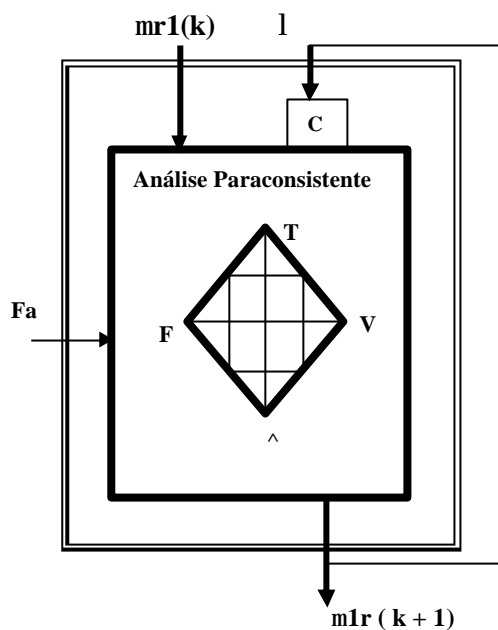 mr1(k) l
C
Análise Paraconsistente
T
Fa
F V
^
m1r ( k + 1)